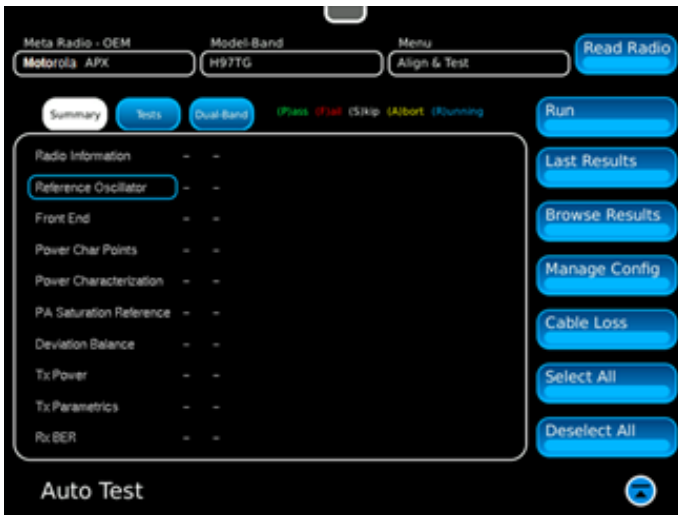 Meta Radio - OEM Model-Band Menu Read Radio
Motorola APX H97TG Align & Test
Summary Tests Dual-Band (P)ass (F)ail (S)kip (A)bort (R)unning Run
Radio Information - -
Last Results
Reference Oscillator - -
Front End - - Browse Results
Power Char Points - -
Manage Config
Power Characterization - -
PA Saturation Reference - - Cable Loss
Deviation Balance - -
Tx Power - - Select All
Tx Parametrics - -
Rx BER - - Deselect All
Auto Test